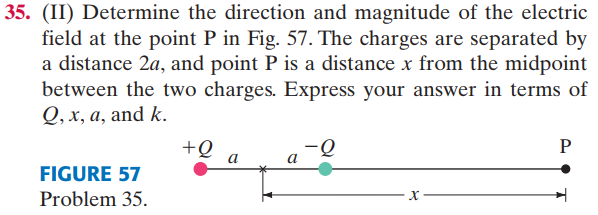 35. (II) Determine the direction and magnitude of the electric
field at the point P in Fig. 57. The charges are separated by
a distance 2a, and point P is a distance x from the midpoint
between the two charges. Express your answer in terms of
Q, x, a, and k.
+Q a a −Q P
x
FIGURE 57
Problem 35.